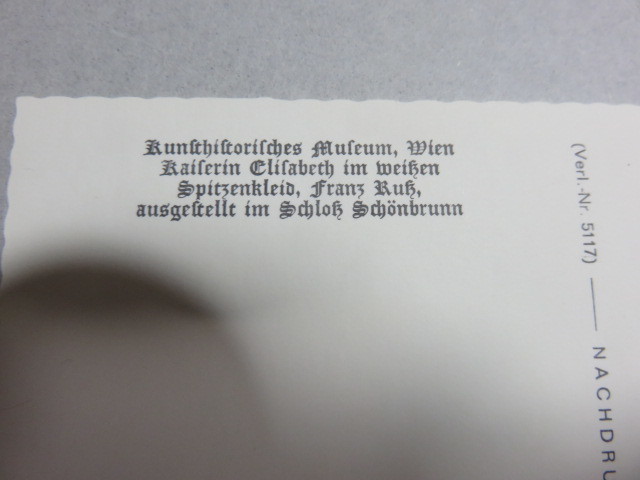 Kunsthistorisches Museum, Wien
Kaiserin Elisabeth im weißen
Spitzenkleid, Franz Ruß,
ausgestellt im Schloß Schönbrunn
(Verl.-Nr. 5117) — NACHDRU